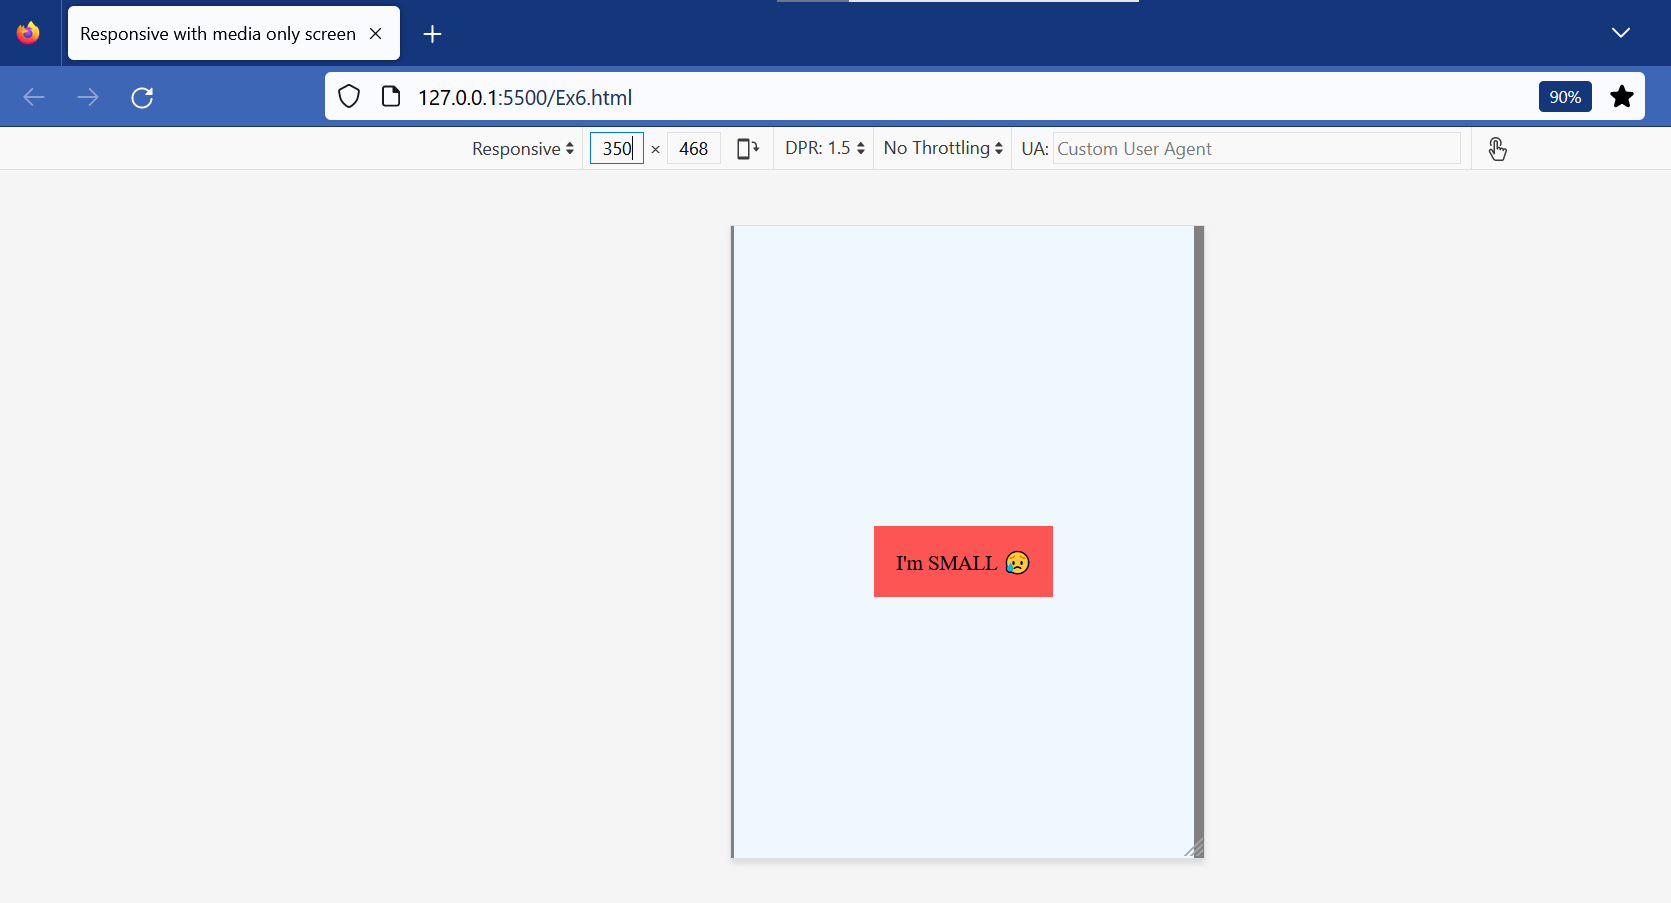 Responsive with media only screen
127.0.0.1:5500/Ex6.html
90%
Responsive 350 × 468 DPR: 1.5 No Throttling UA: Custom User Agent
I'm SMALL 😥